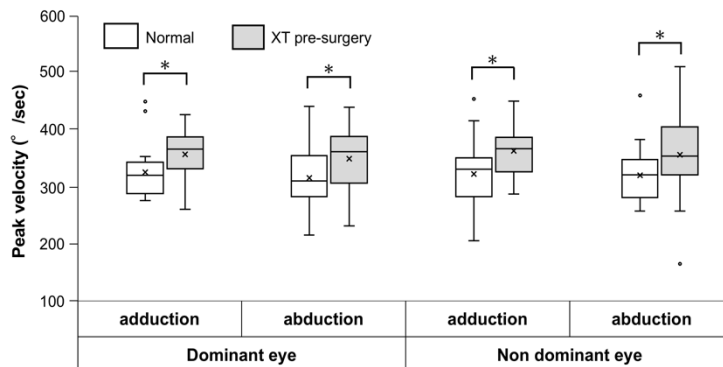 600
Normal
XT pre-surgery
500
400
300
200
100
Peak velocity (° /sec)
*
*
*
*
adduction
abduction
adduction
abduction
Dominant eye
Non dominant eye